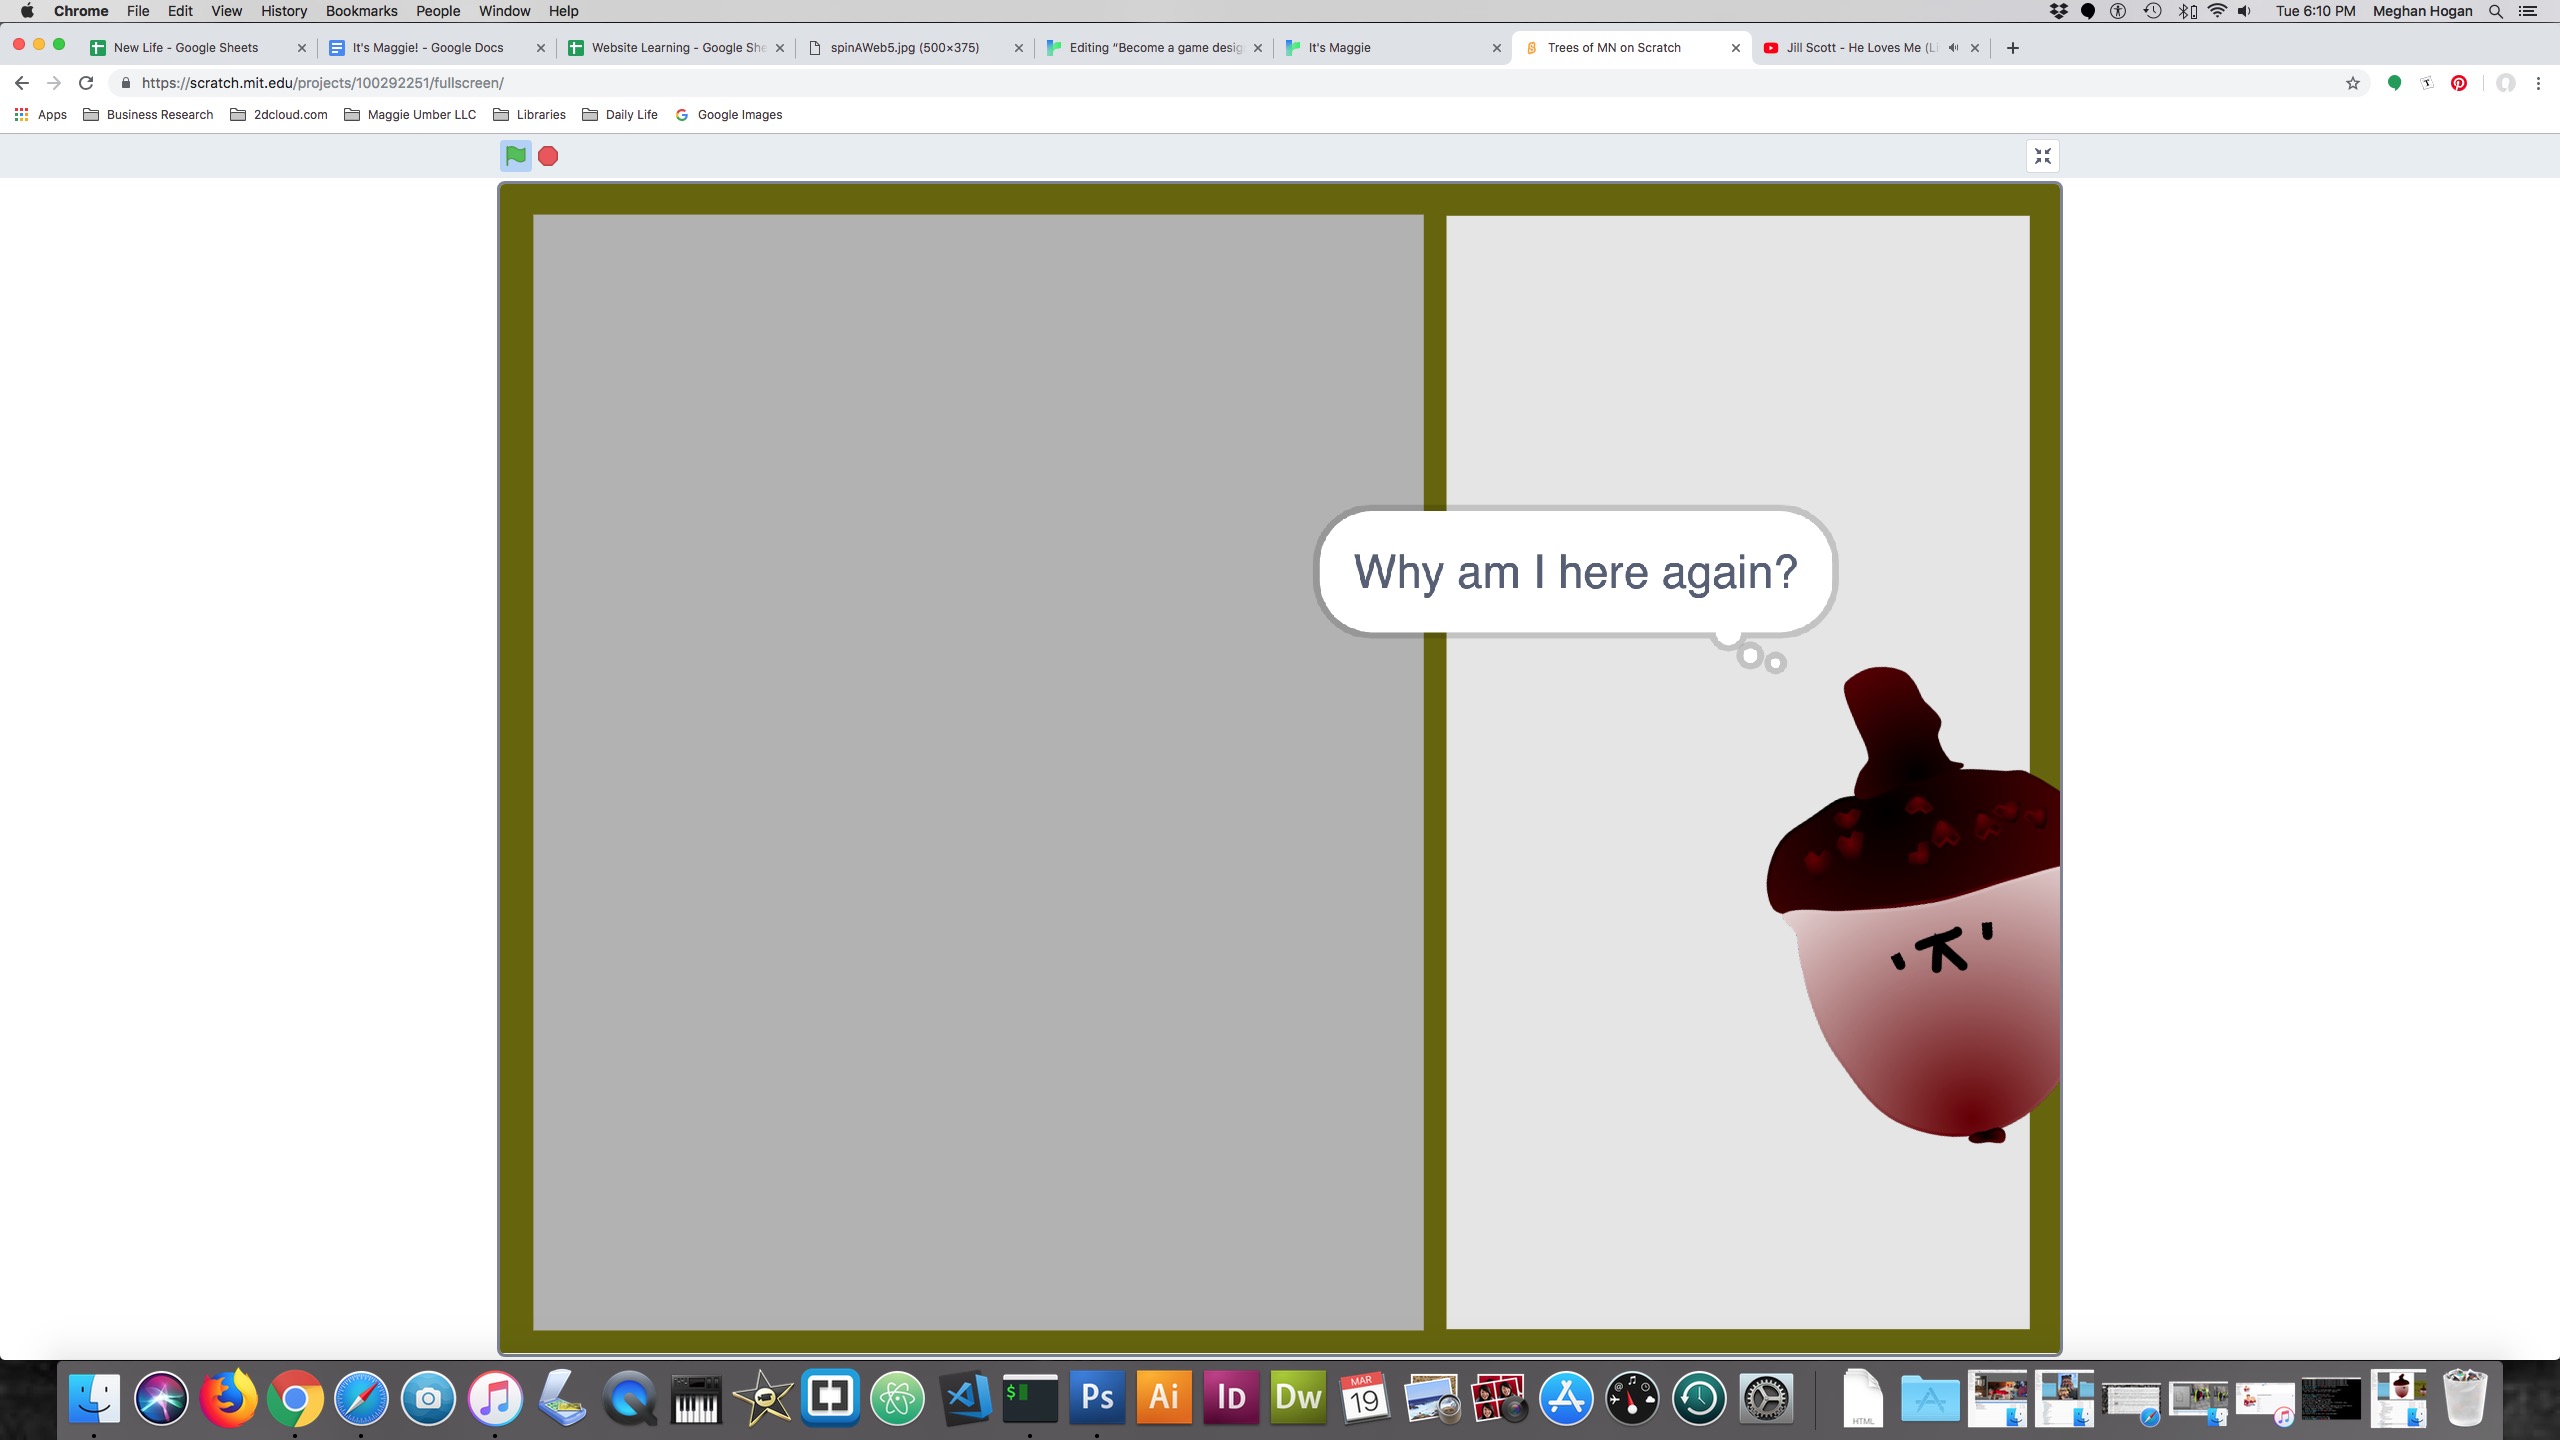 Chrome File Edit View History Bookmarks People Window Help Tue 6:10 PM Meghan Hogan
New Life - Google Sheets It's Maggie! - Google Docs Website Learning - Google She spinAWeb5.jpg (500×375) Editing “Become a game desig It's Maggie Trees of MN on Scratch Jill Scott - He Loves Me (Li
https://scratch.mit.edu/projects/100292251/fullscreen/
Apps Business Research 2dcloud.com Maggie Umber LLC Libraries Daily Life Google Images
Why am I here again?
$ Ps Ai ID Dw MAR 19 HTML